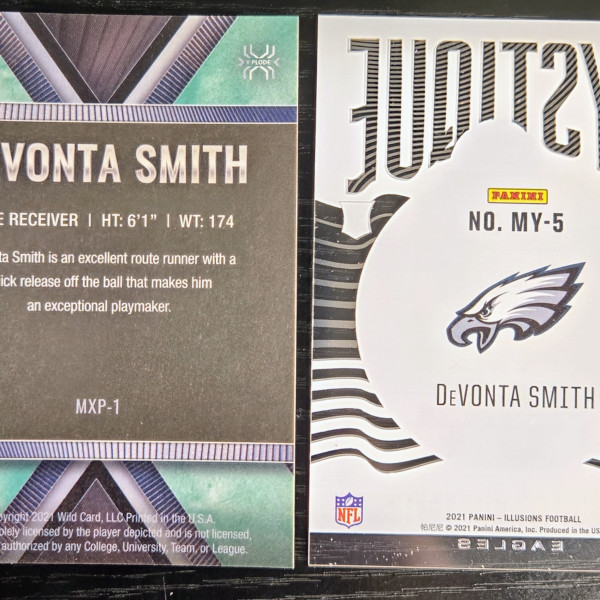 X PLODE
VONTA SMITH
E RECEIVER | HT: 6'1" | WT: 174
ta Smith is an excellent route runner with a
ick release off the ball that makes him
an exceptional playmaker.
MXP-1
pyright 2021 Wild Card, LLC Printed in the U.S.A.
olely licensed by the player depicted and is not licensed,
authorized by any College, University, Team, or League.
YSTIQUE
PANINI
NO. MY-5
DeVONTA SMITH
NFL
2021 PANINI – ILLUSIONS FOOTBALL
帕尼尼 © 2021 Panini America, Inc. Produced in the USA
EAGLES